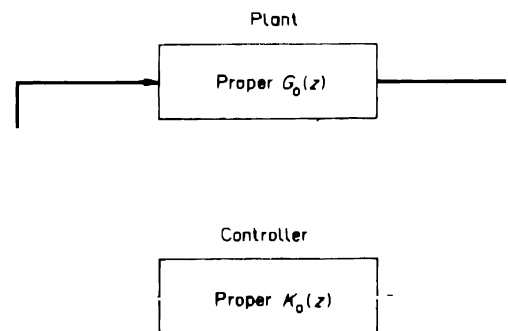 Plant
Proper G₀(z)
Controller
Proper K₀(z)